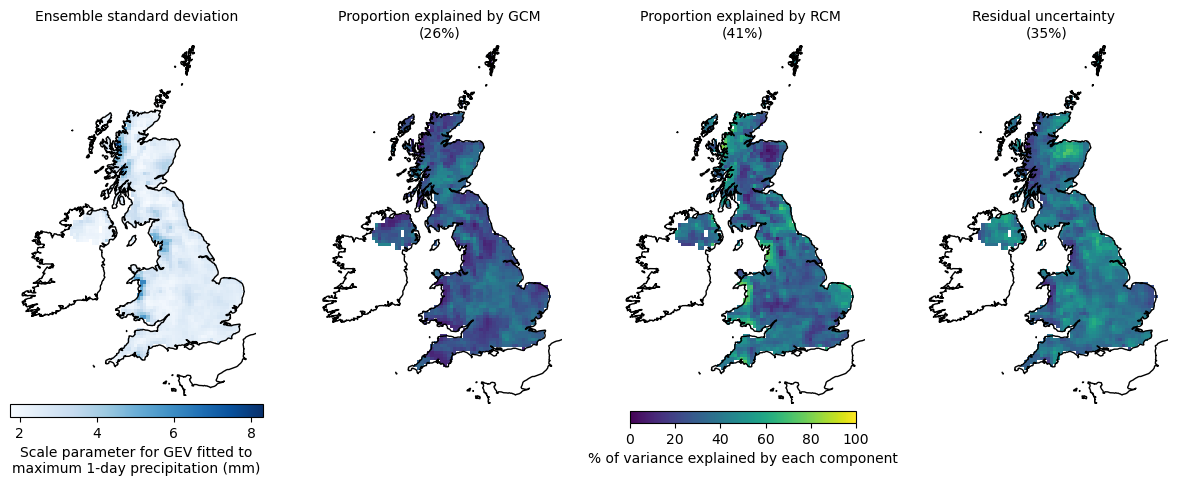 Ensemble standard deviation
Proportion explained by GCM
(26%)
Proportion explained by RCM
(41%)
Residual uncertainty
(35%)
2 4 6 8
Scale parameter for GEV fitted to
maximum 1-day precipitation (mm)
0 20 40 60 80 100
% of variance explained by each component